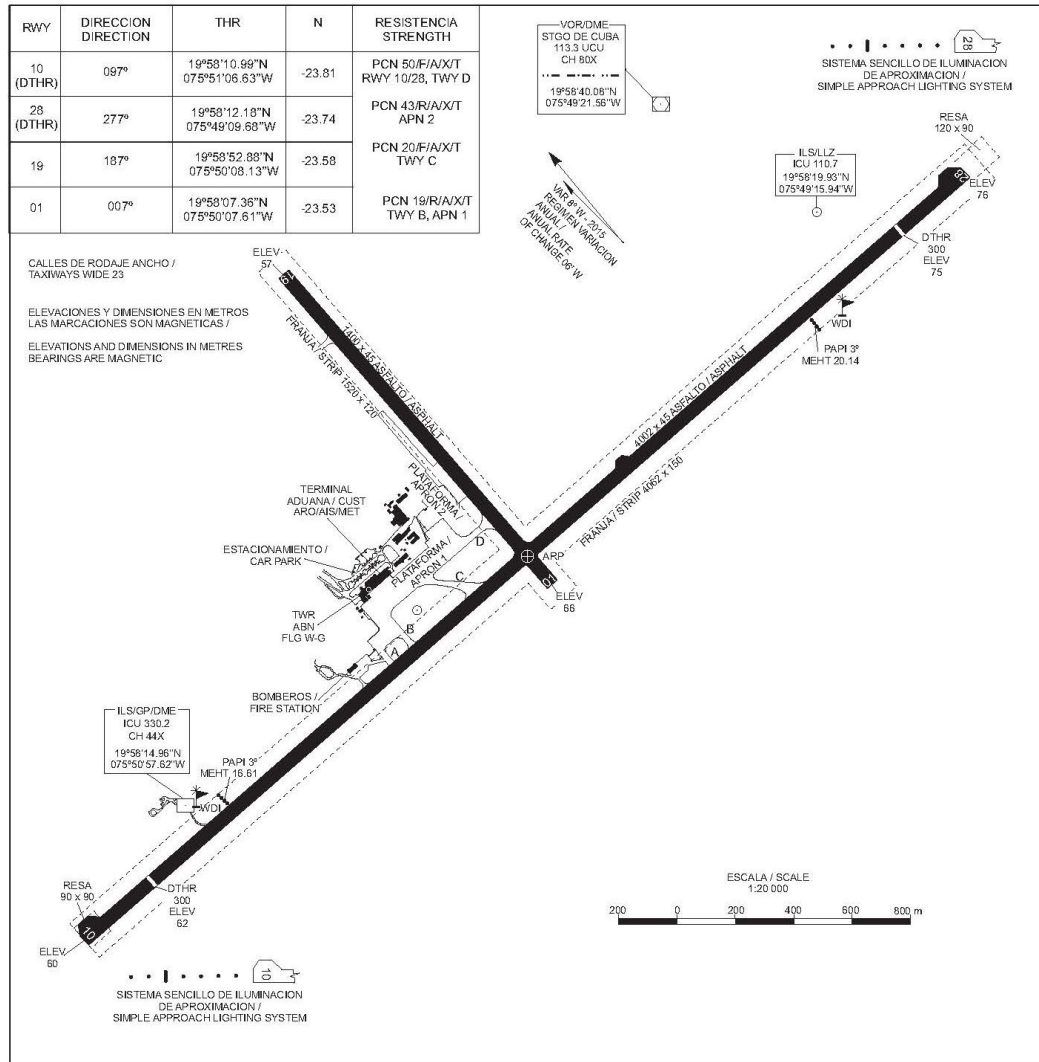 RWY
DIRECCION
DIRECTION
THR
N
RESISTENCIA
STRENGTH
10
(DTHR)
097º
19º58'10.99"N
075º51'06.63"W
-23.81
PCN 50/F/A/X/T
RWY 10/28, TWY D
28
(DTHR)
277º
19º58'12.18"N
075º49'09.68"W
-23.74
PCN 43/R/A/X/T
APN 2
19
187º
19º58'52.88"N
075º50'08.13"W
-23.58
PCN 20/F/A/X/T
TWY C
01
007º
19º58'07.36"N
075º50'07.61"W
-23.53
PCN 19/R/A/X/T
TWY B, APN 1
VOR/DME
STGO DE CUBA
113.3 UCU
CH 80X
19º58'40.08"N
075º49'21.56"W
28
SISTEMA SENCILLO DE ILUMINACION
DE APROXIMACION /
SIMPLE APPROACH LIGHTING SYSTEM
RESA
120 x 90
ILS/LLZ
ICU 110.7
19º58'19.93"N
075º49'15.94"W
28
ELEV
76
VAR 8º W - 2015
REGIMEN VARIACION
ANUAL /
ANUAL RATE
OF CHANGE 06' W
DTHR
300
ELEV
75
CALLES DE RODAJE ANCHO /
TAXIWAYS WIDE 23
ELEVACIONES Y DIMENSIONES EN METROS
LAS MARCACIONES SON MAGNETICAS /
ELEVATIONS AND DIMENSIONS IN METRES
BEARINGS ARE MAGNETIC
ELEV
57
19
1400 x 45 ASFALTO / ASPHALT
FRANJA / STRIP 1520 x 120
WDI
PAPI 3º
MEHT 20.14
4002 x 45 ASFALTO / ASPHALT
FRANJA / STRIP 4062 x 150
PLATAFORMA /
APRON 2
TERMINAL
ADUANA / CUST
ARO/AIS/MET
ESTACIONAMIENTO /
CAR PARK
PLATAFORMA /
APRON 1
D
C
B
A
ARP
01
ELEV
66
TWR
ABN
FLG W-G
BOMBEROS /
FIRE STATION
ILS/GP/DME
ICU 330.2
CH 44X
19º58'14.96"N
075º50'57.62"W
PAPI 3º
MEHT 16.61
WDI
RESA
90 x 90
DTHR
300
ELEV
62
10
ELEV
60
ESCALA / SCALE
1:20 000
200 0 200 400 600 800 m
10
SISTEMA SENCILLO DE ILUMINACION
DE APROXIMACION /
SIMPLE APPROACH LIGHTING SYSTEM